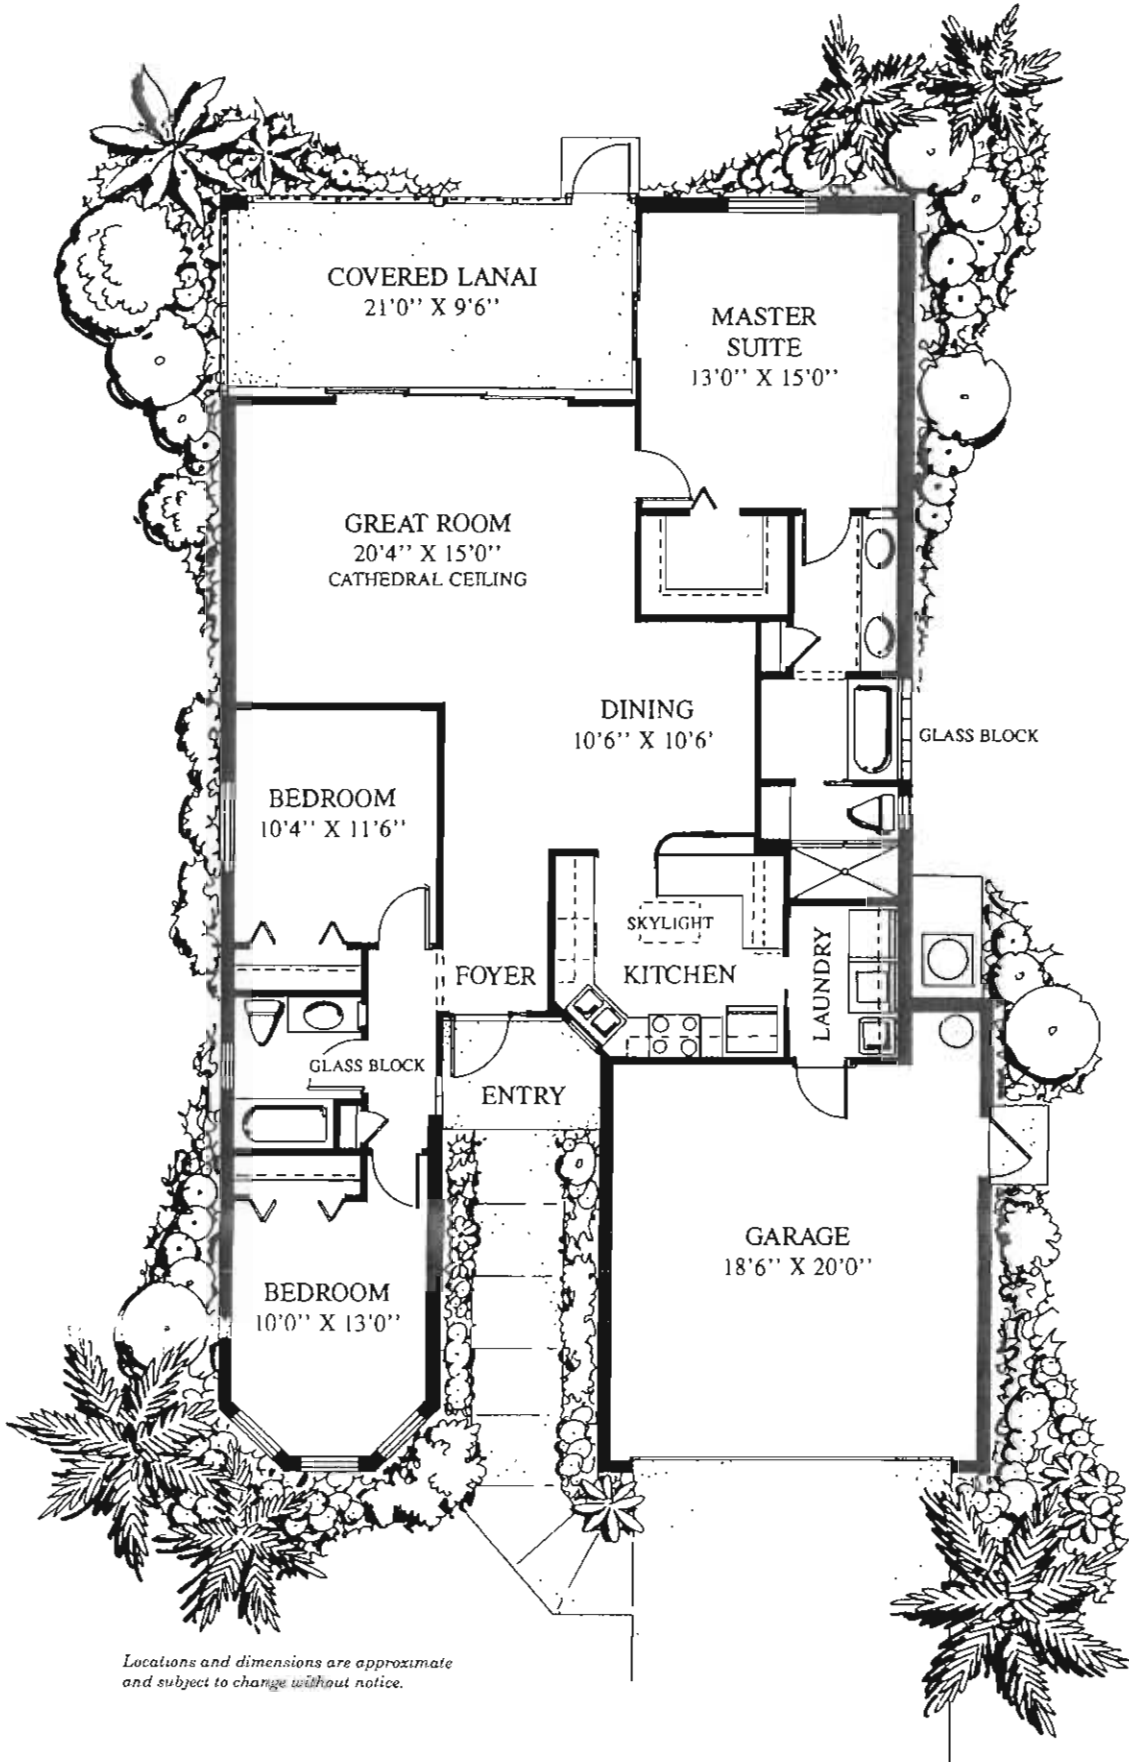 COVERED LANAI
21'0'' X 9'6''
MASTER
SUITE
13'0'' X 15'0''
GREAT ROOM
20'4'' X 15'0''
CATHEDRAL CEILING
DINING
10'6'' X 10'6'
GLASS BLOCK
BEDROOM
10'4'' X 11'6''
SKYLIGHT
FOYER
KITCHEN
LAUNDRY
GLASS BLOCK
ENTRY
GARAGE
18'6'' X 20'0''
BEDROOM
10'0'' X 13'0''
Locations and dimensions are approximate
and subject to change without notice.